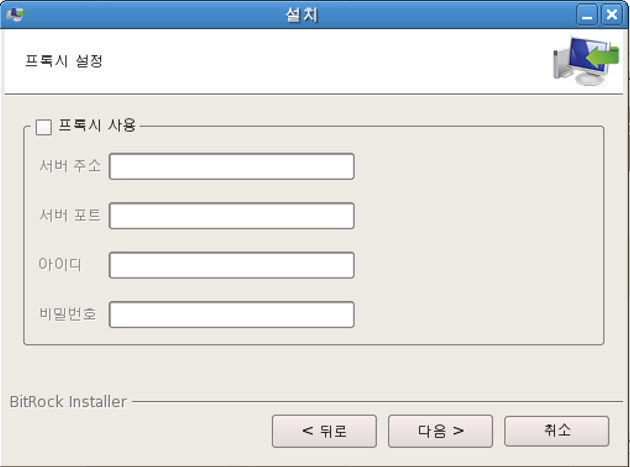 설치
프록시 설정
프록시 사용
서버 주소
서버 포트
아이디
비밀번호
BitRock Installer
< 뒤로
다음 >
취소